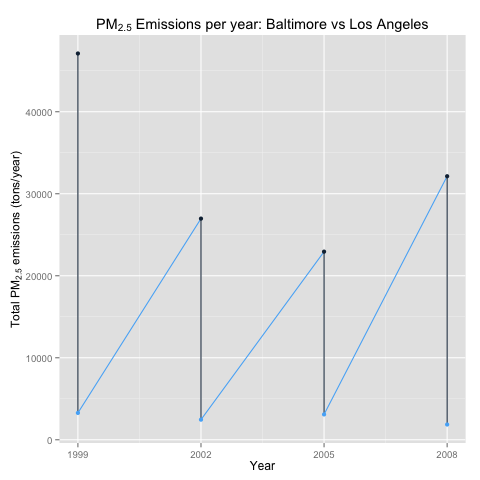 PM2.5 Emissions per year: Baltimore vs Los Angeles
Total PM2.5 emissions (tons/year)
40000
30000
20000
10000
0
1999 2002 2005 2008
Year